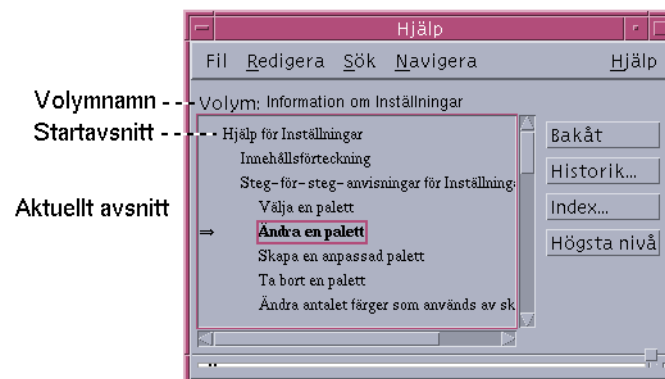 Hjälp
Fil Redigera Sök Navigera Hjälp
Volymnamn
Volym: Information om Inställningar
Startavsnitt
Hjälp för Inställningar
Innehållsförteckning
Steg-för-steg-anvisningar för Inställning
Välja en palett
Aktuellt avsnitt
⇒ Ändra en palett
Skapa en anpassad palett
Ta bort en palett
Ändra antalet färger som används av sk
Bakåt
Historik...
Index...
Högsta nivå